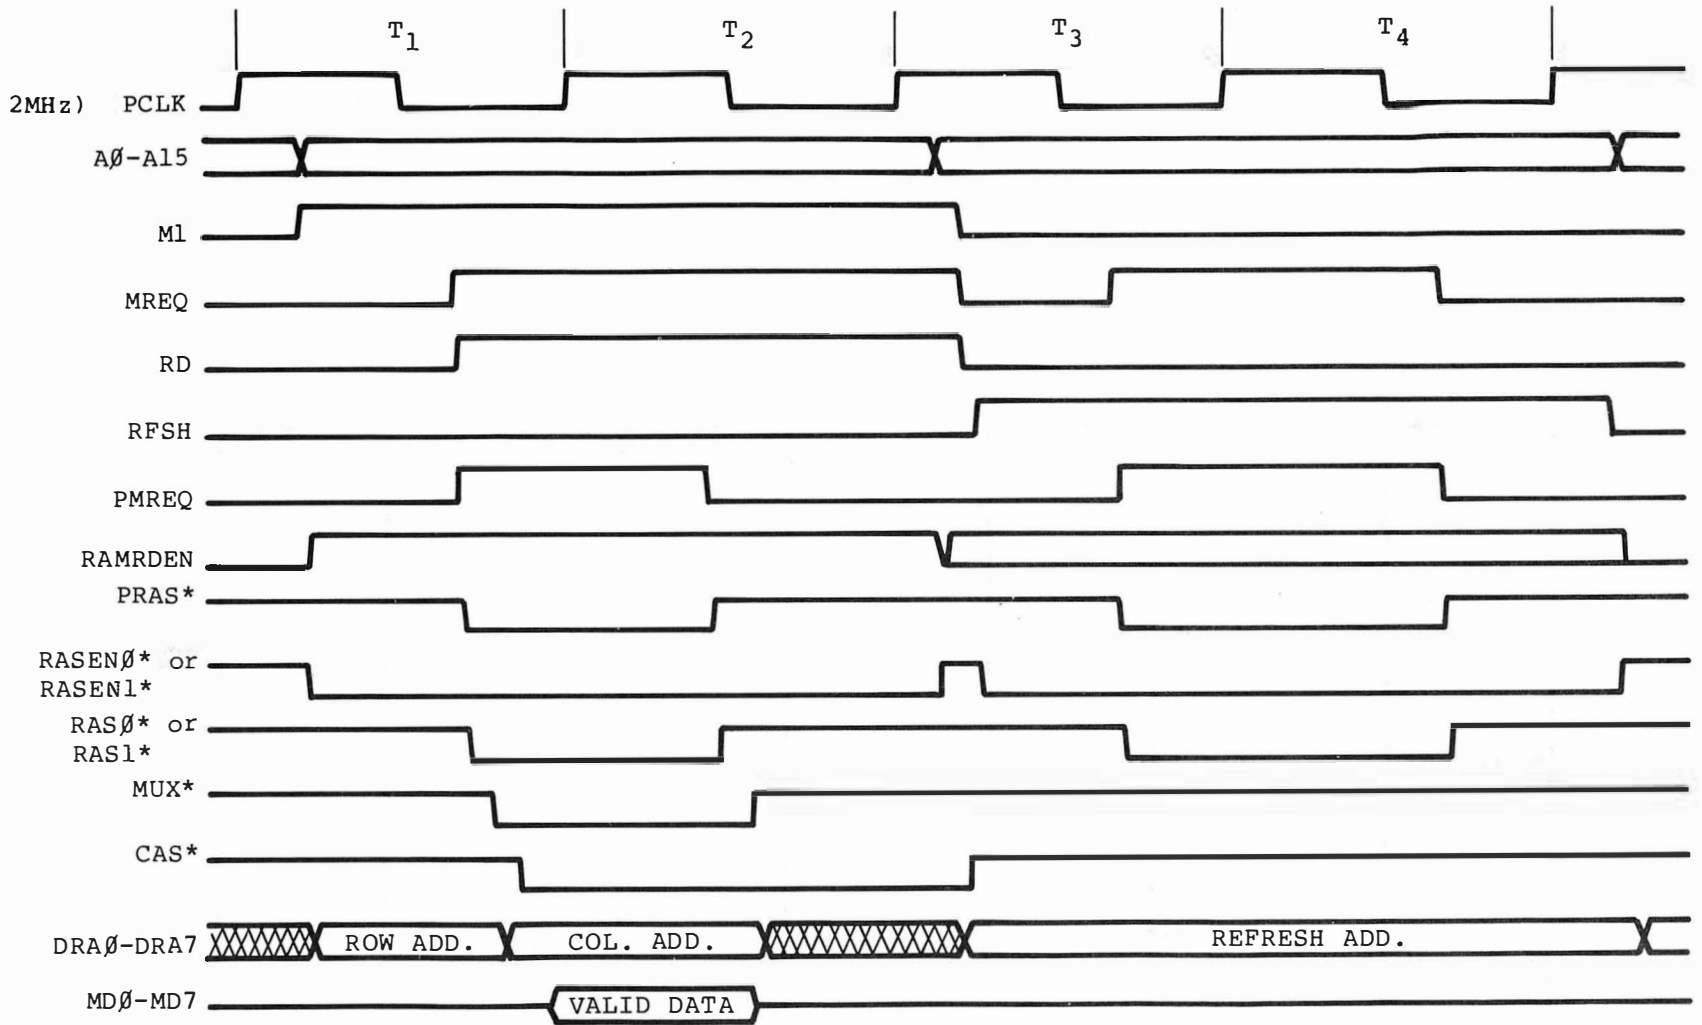 T1 T2 T3 T4
2MHz) PCLK
AØ-A15
M1
MREQ
RD
RFSH
PMREQ
RAMRDEN
PRAS*
RASENØ* or
RASEN1*
RASØ* or
RAS1*
MUX*
CAS*
DRAØ-DRA7 ROW ADD. COL. ADD. REFRESH ADD.
MDØ-MD7 VALID DATA